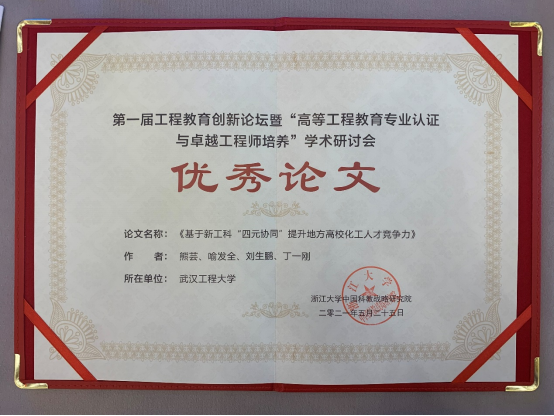 第一届工程教育创新论坛暨“高等工程教育专业认证
与卓越工程师培养”学术研讨会
优秀论文
论文名称：《基于新工科“四元协同”提升地方高校化工人才竞争力》
作 者： 熊芸、喻发全、刘生鹏、丁一刚
所在单位： 武汉工程大学
浙江大学中国科教战略研究院
二零二一年五月二十五日